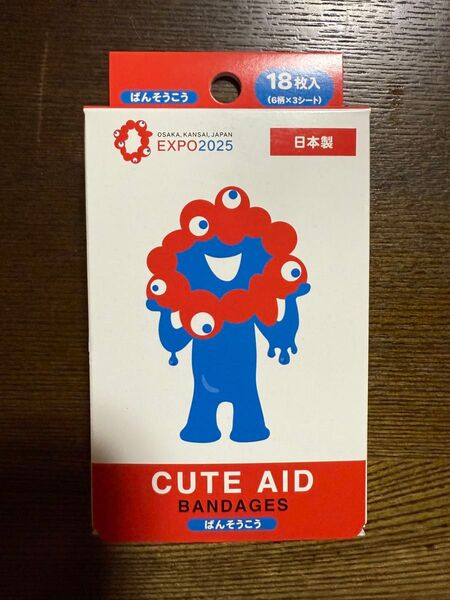 ばんそうこう
18枚入
(6柄×3シート)
OSAKA, KANSAI, JAPAN
EXPO2025
日本製
CUTE AID
BANDAGES
ばんそうこう